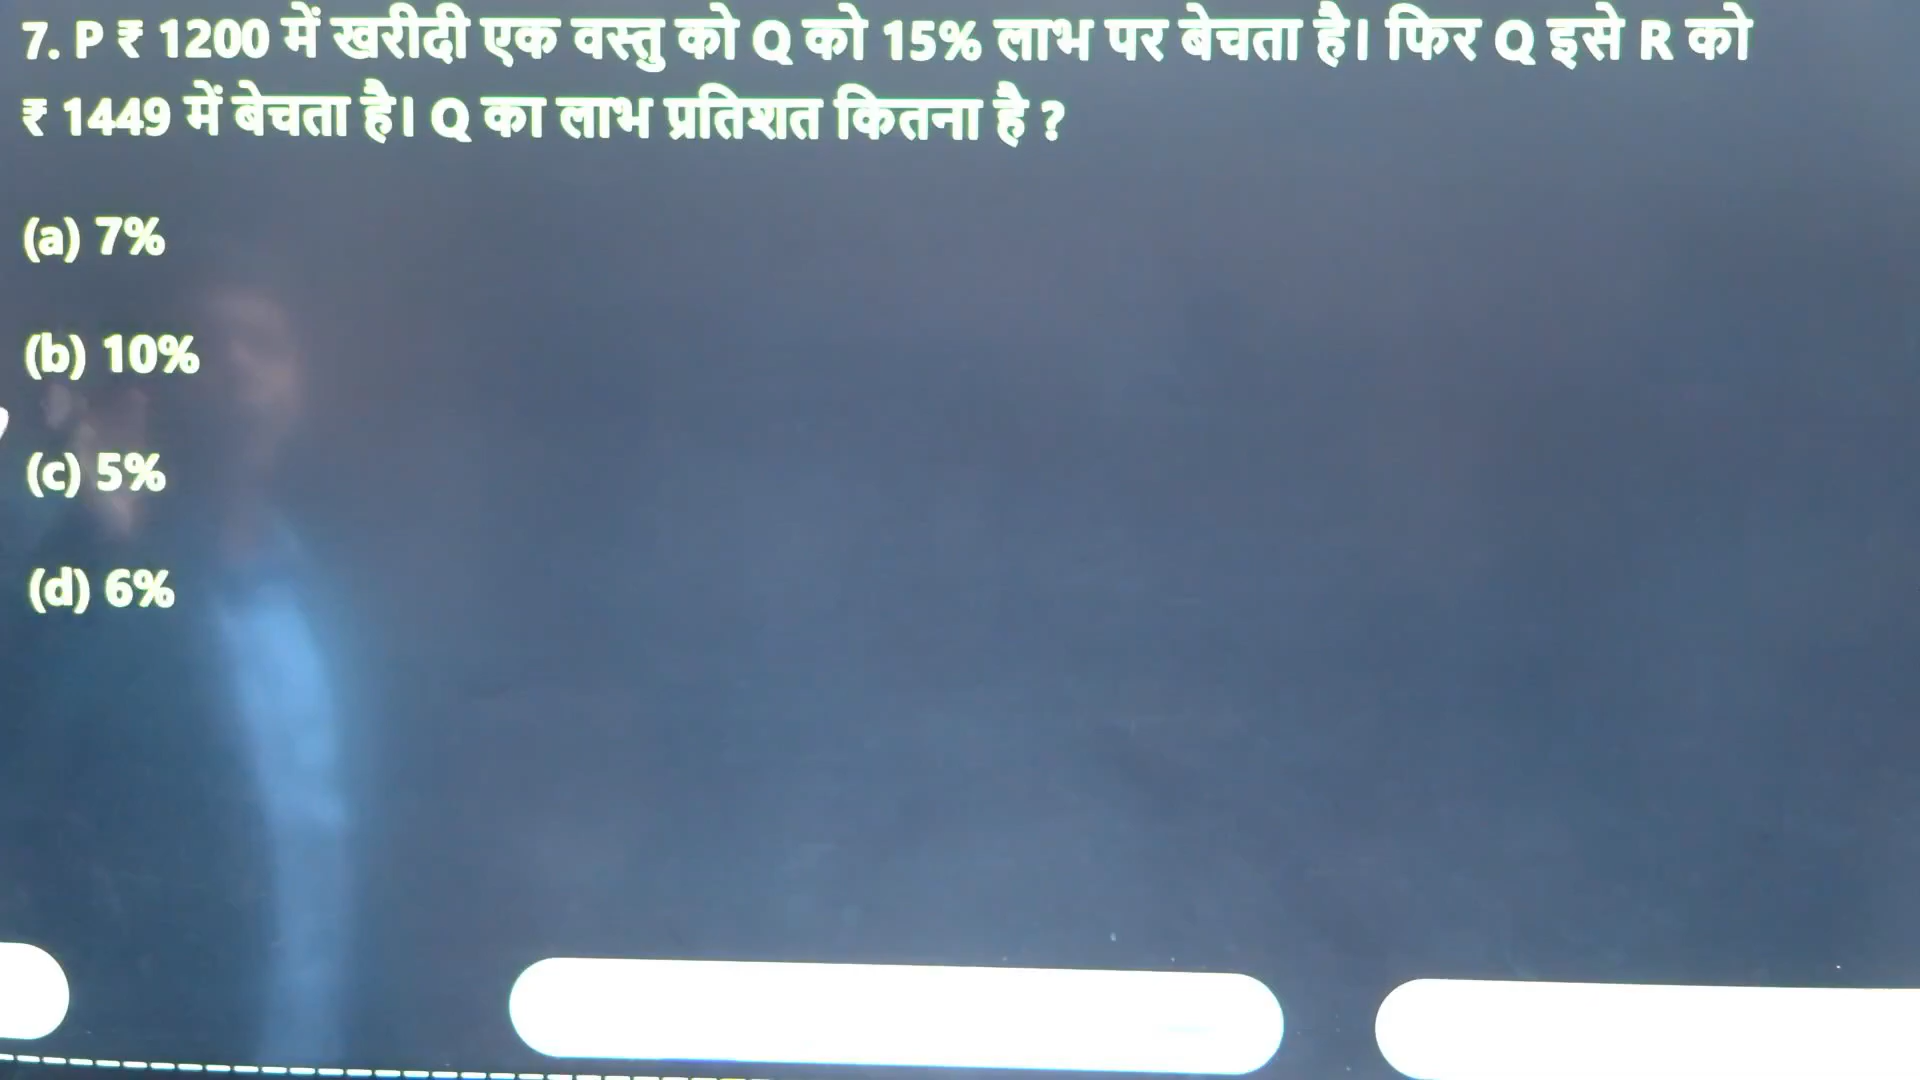 7. P ₹ 1200 में खरीदी एक वस्तु को Q को 15% लाभ पर बेचता है। फिर Q इसे R को
₹ 1449 में बेचता है। Q का लाभ प्रतिशत कितना है ?
(a) 7%
(b) 10%
(c) 5%
(d) 6%